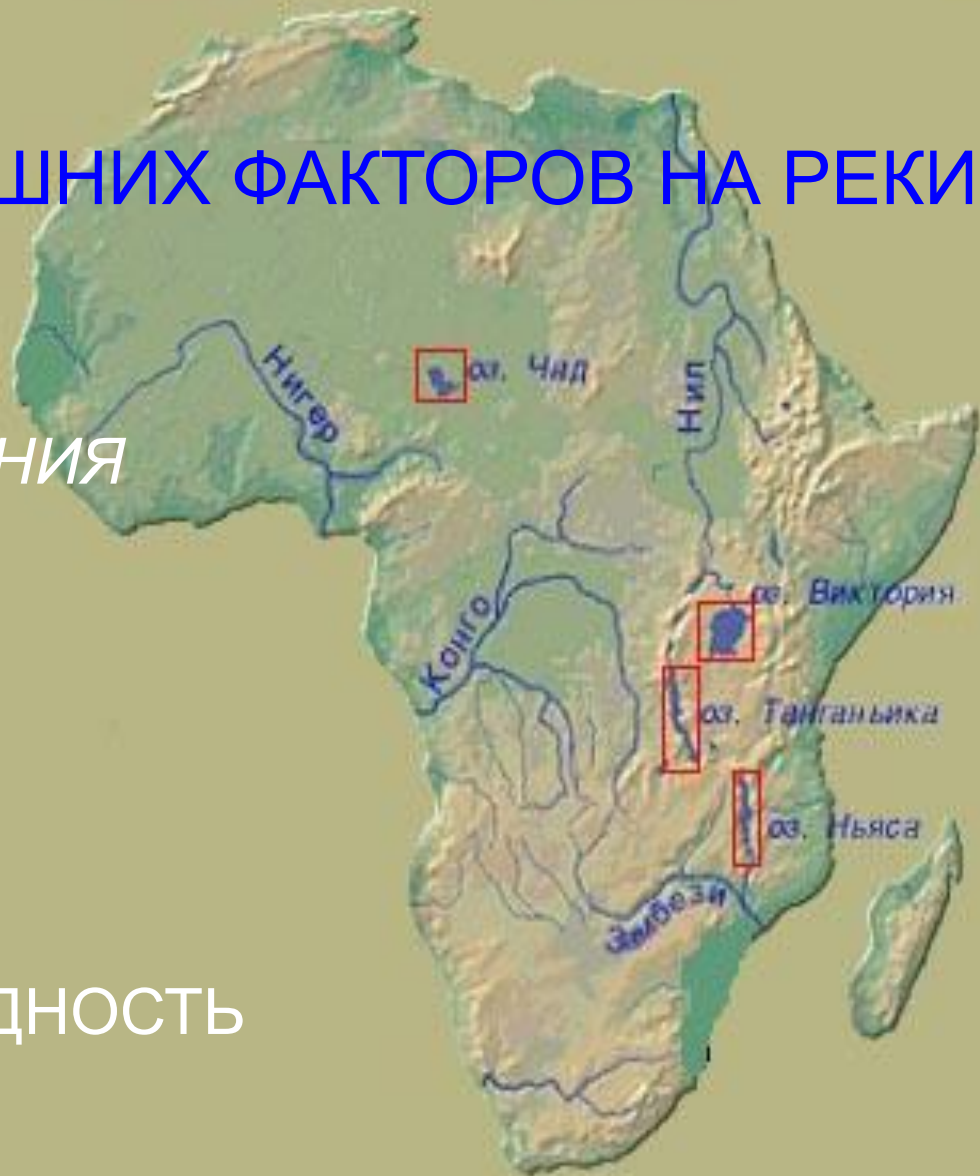 ШНИХ ФАКТОРОВ НА РЕКИ
оз. Чад
Нигер
Нил
НИЯ
оз. Виктория
Конго
оз. Танганьика
оз. Ньяса
Замбези
ДНОСТЬ